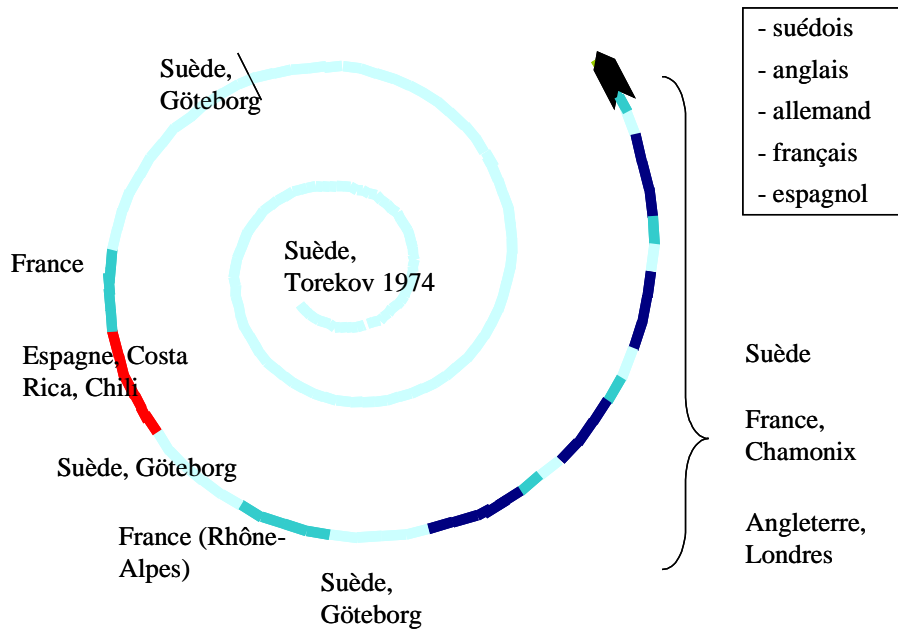 Suède,
Göteborg
Suède,
Torekov 1974
France
Espagne, Costa
Rica, Chili
Suède, Göteborg
France (Rhône-
Alpes)
Suède,
Göteborg
- suédois
- anglais
- allemand
- français
- espagnol
Suède
France,
Chamonix
Angleterre,
Londres